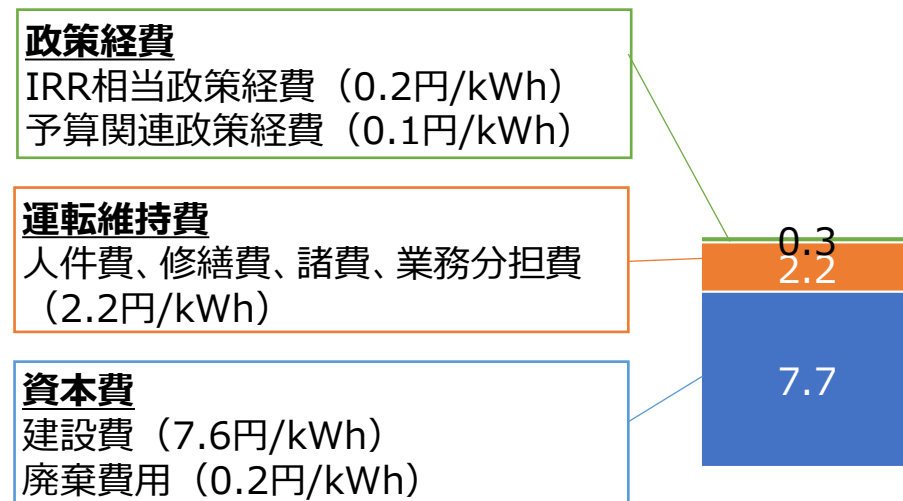 政策経費
IRR相当政策経費（0.2円/kWh）
予算関連政策経費（0.1円/kWh）
運転維持費
人件費、修繕費、諸費、業務分担費
（2.2円/kWh）
資本費
建設費（7.6円/kWh）
廃棄費用（0.2円/kWh）
0.3
2.2
7.7